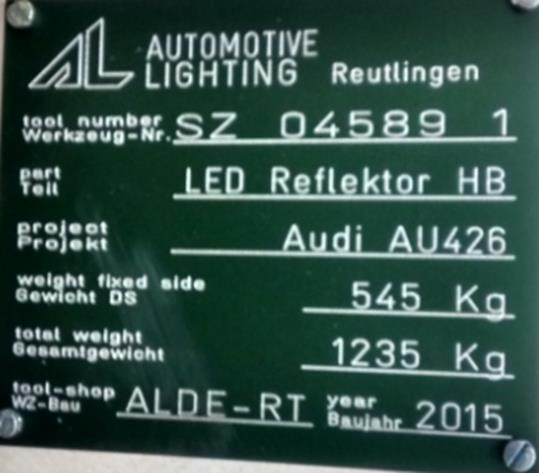 AL AUTOMOTIVE LIGHTING Reutlingen
tool number
Werkzeug-Nr. SZ 04589 1
part
Teil LED Reflektor HB
project
Projekt Audi AU426
weight fixed side
Gewicht DS 545 Kg
total weight
Gesamtgewicht 1235 Kg
tool-shop
WZ-Bau ALDE-RT year
Baujahr 2015